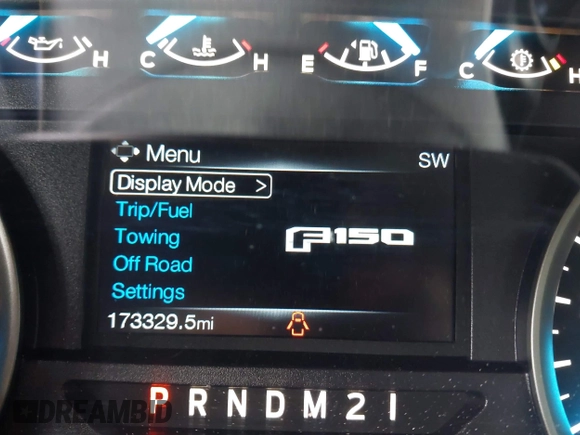 H C H E F C H
Menu
SW
Display Mode >
Trip/Fuel
Towing
F150
Off Road
Settings
173329.5mi
P R N D M 2 1
DREAMBID